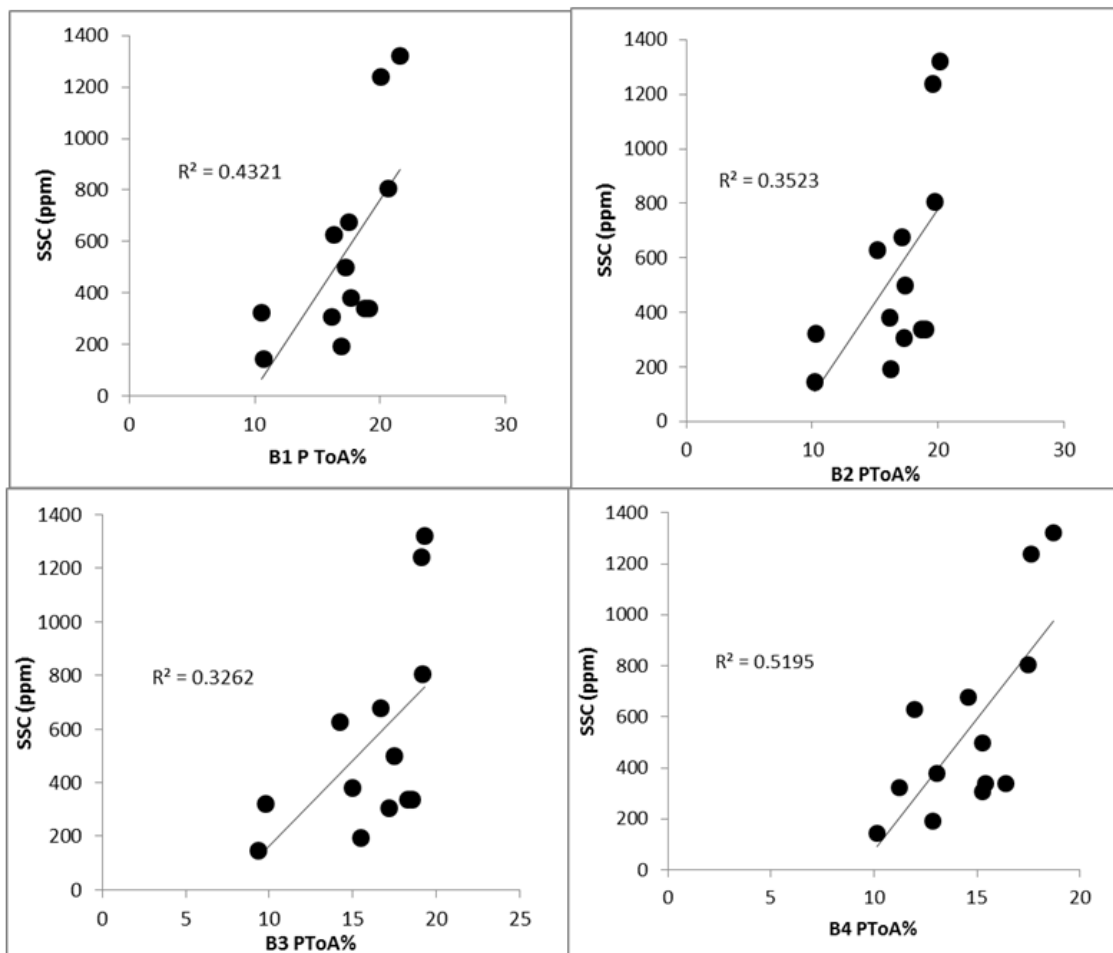 1400
1200
1000
800
600
400
200
0
SSC (ppm)
R² = 0.4321
0 10 20 30
B1 P ToA%
1400
1200
1000
800
600
400
200
0
SSC (ppm)
R² = 0.3523
0 10 20 30
B2 PToA%
1400
1200
1000
800
600
400
200
0
SSC (ppm)
R² = 0.3262
0 5 10 15 20 25
B3 PToA%
1400
1200
1000
800
600
400
200
0
SSC (ppm)
R² = 0.5195
0 5 10 15 20
B4 PToA%